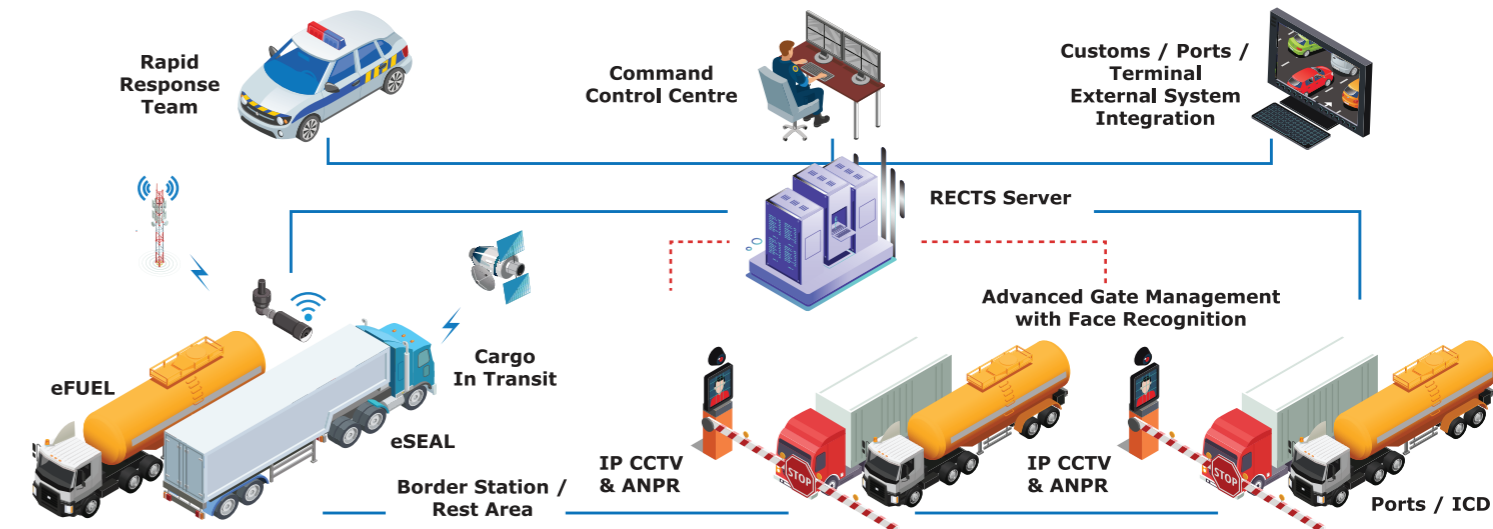 Rapid
Response
Team
Command
Control Centre
Customs / Ports /
Terminal
External System
Integration
RECTS Server
Advanced Gate Management
with Face Recognition
eFUEL
Cargo
In Transit
eSEAL
IP CCTV
& ANPR
STOP
IP CCTV
& ANPR
STOP
Border Station /
Rest Area
Ports / ICD